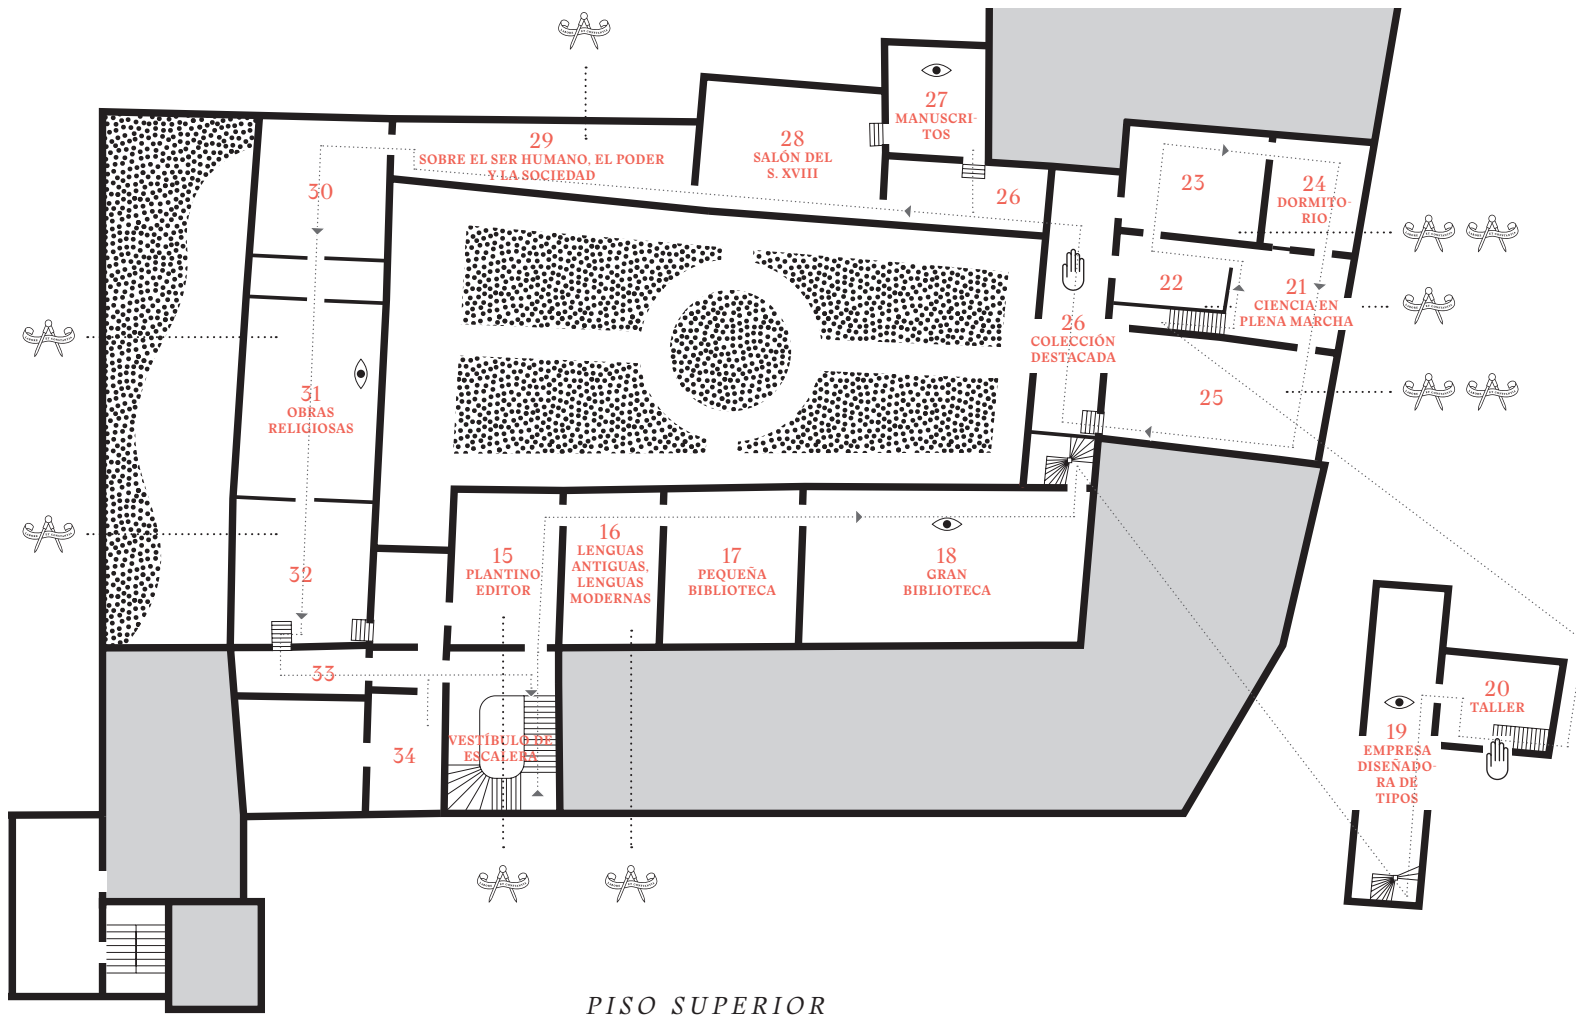 27
MANUSCRI-
TOS
29
SOBRE EL SER HUMANO, EL PODER
Y LA SOCIEDAD
28
SALÓN DEL
S. XVIII
26
23
24
DORMITO-
RIO
30
22
21
CIENCIA EN
PLENA MARCHA
26
COLECCIÓN
DESTACADA
31
OBRAS
RELIGIOSAS
25
15
PLANTINO
EDITOR
16
LENGUAS
ANTIGUAS,
LENGUAS
MODERNAS
17
PEQUEÑA
BIBLIOTECA
18
GRAN
BIBLIOTECA
32
33
34
VESTÍBULO DE
ESCALERA
20
TALLER
19
EMPRESA
DISEÑADO-
RA DE
TIPOS
PISO SUPERIOR